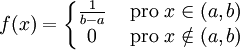 f(x) = { 1/(b−a) pro x ∈ (a, b)
0 pro x ∉ (a, b)